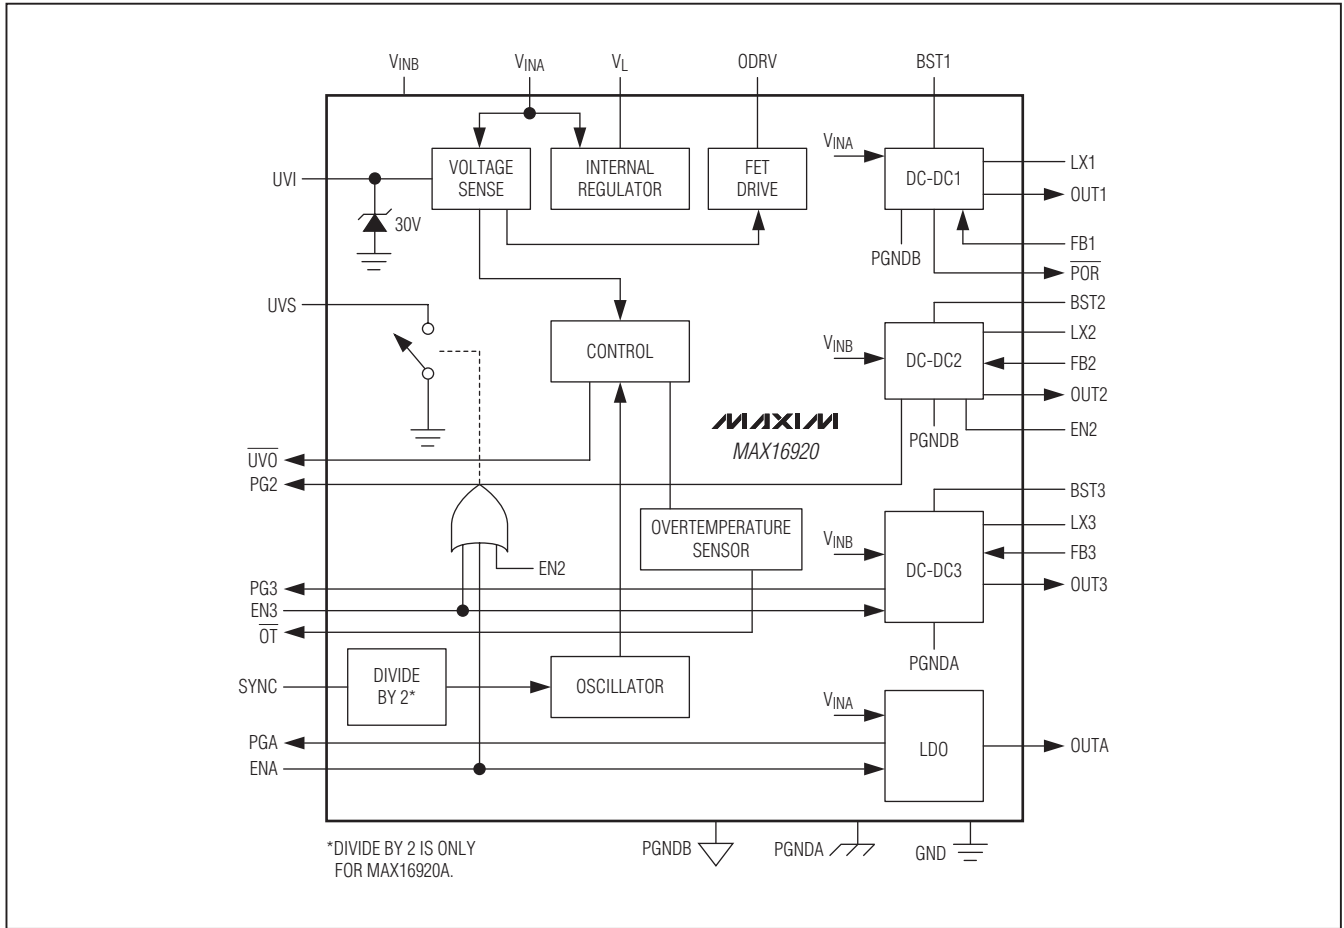 VINB
VINA
VL
ODRV
BST1
UVI
VOLTAGE
SENSE
INTERNAL
REGULATOR
FET
DRIVE
VINA
DC-DC1
LX1
OUT1
30V
PGNDB
FB1
POR
UVS
CONTROL
VINB
DC-DC2
BST2
LX2
FB2
OUT2
EN2
MAXIM
MAX16920
PGNDB
UVO
PG2
OVERTEMPERATURE
SENSOR
EN2
VINB
DC-DC3
BST3
LX3
FB3
OUT3
PG3
EN3
OT
PGNDA
SYNC
DIVIDE
BY 2*
OSCILLATOR
VINA
LDO
OUTA
PGA
ENA
*DIVIDE BY 2 IS ONLY
FOR MAX16920A.
PGNDB
PGNDA
GND